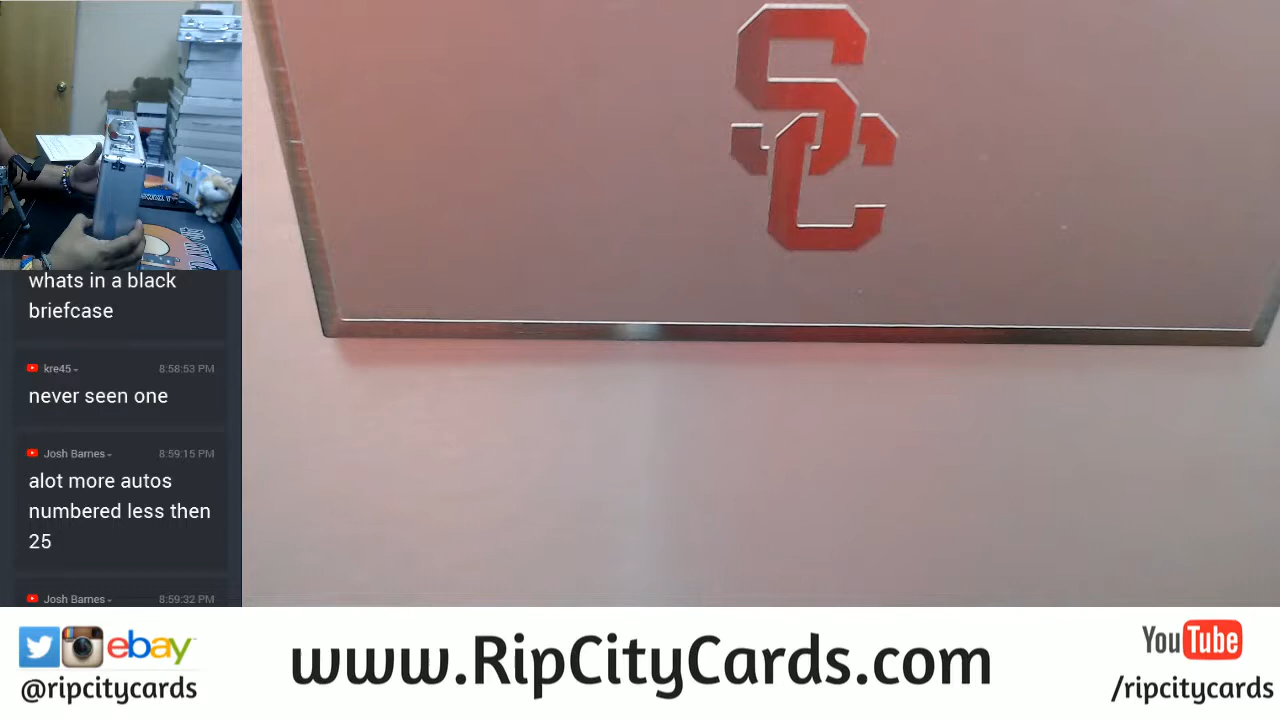 SC
R T
whats in a black
briefcase
kre45 8:58:53 PM
never seen one
Josh Barnes 8:59:15 PM
alot more autos
numbered less then
25
Josh Barnes 8:59:32 PM
ebay
@ripcitycards
www.RipCityCards.com
YouTube
/ripcitycards